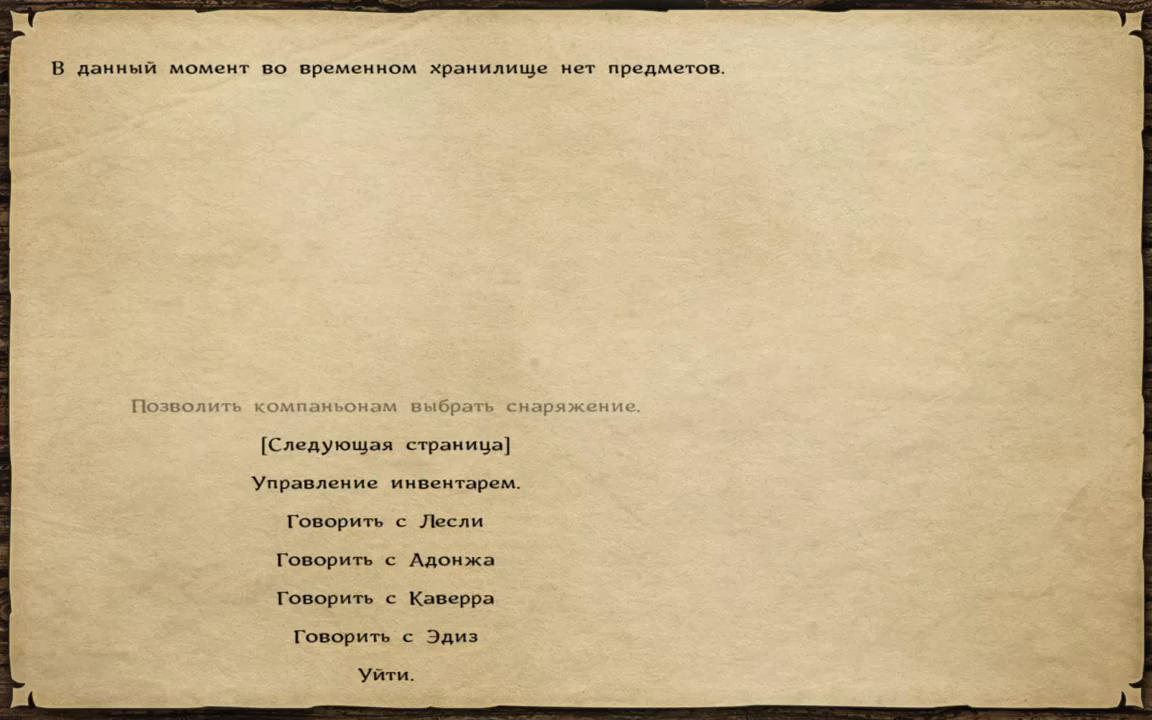 В данный момент во временном хранилище нет предметов.
Позволить компаньонам выбрать снаряжение.
[Следующая страница]
Управление инвентарем.
Говорить с Лесли
Говорить с Адонжа
Говорить с Каверра
Говорить с Эдиз
Уйти.